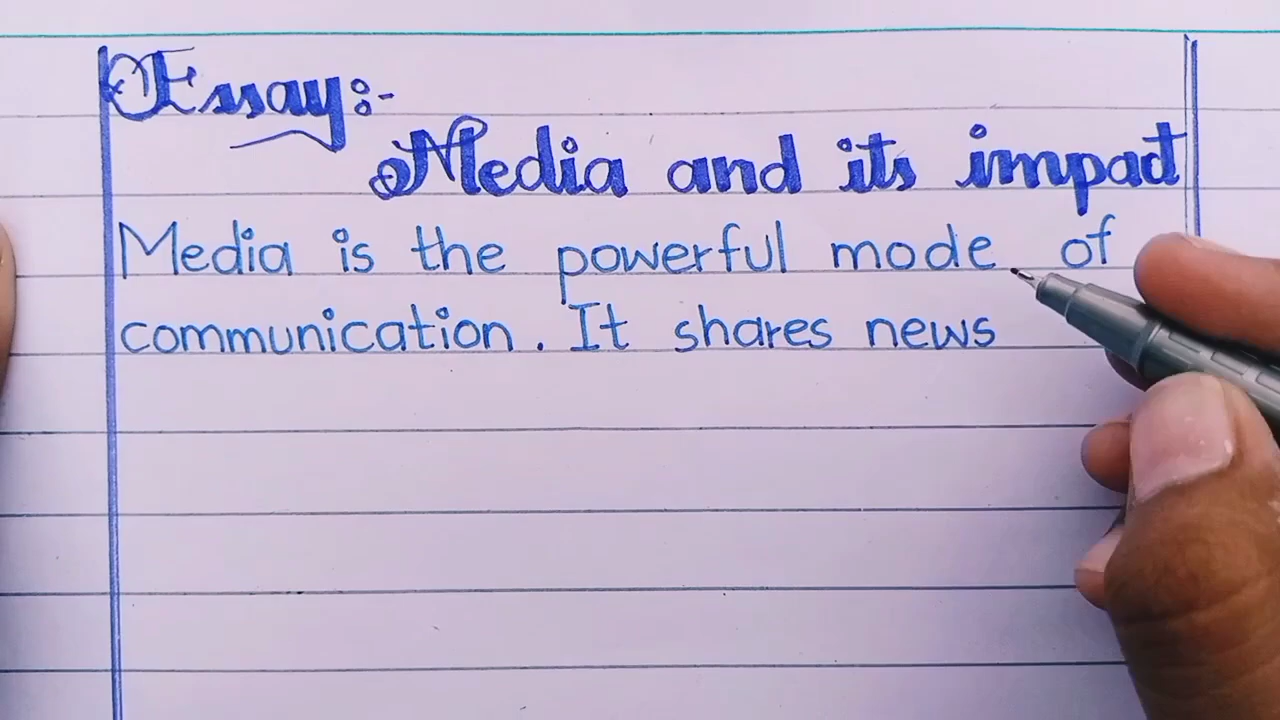 Essay:-
Media and its impact
Media is the powerful mode of
communication. It shares news